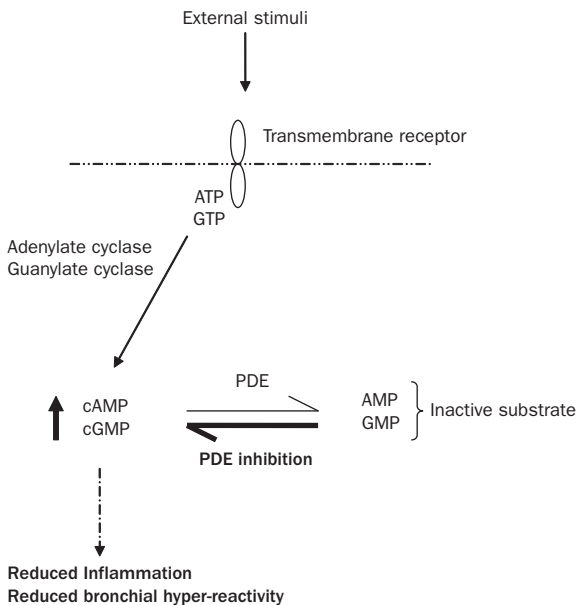 External stimuli
Transmembrane receptor
ATP
GTP
Adenylate cyclase
Guanylate cyclase
PDE
cAMP
cGMP
AMP
GMP
Inactive substrate
PDE inhibition
Reduced Inflammation
Reduced bronchial hyper-reactivity